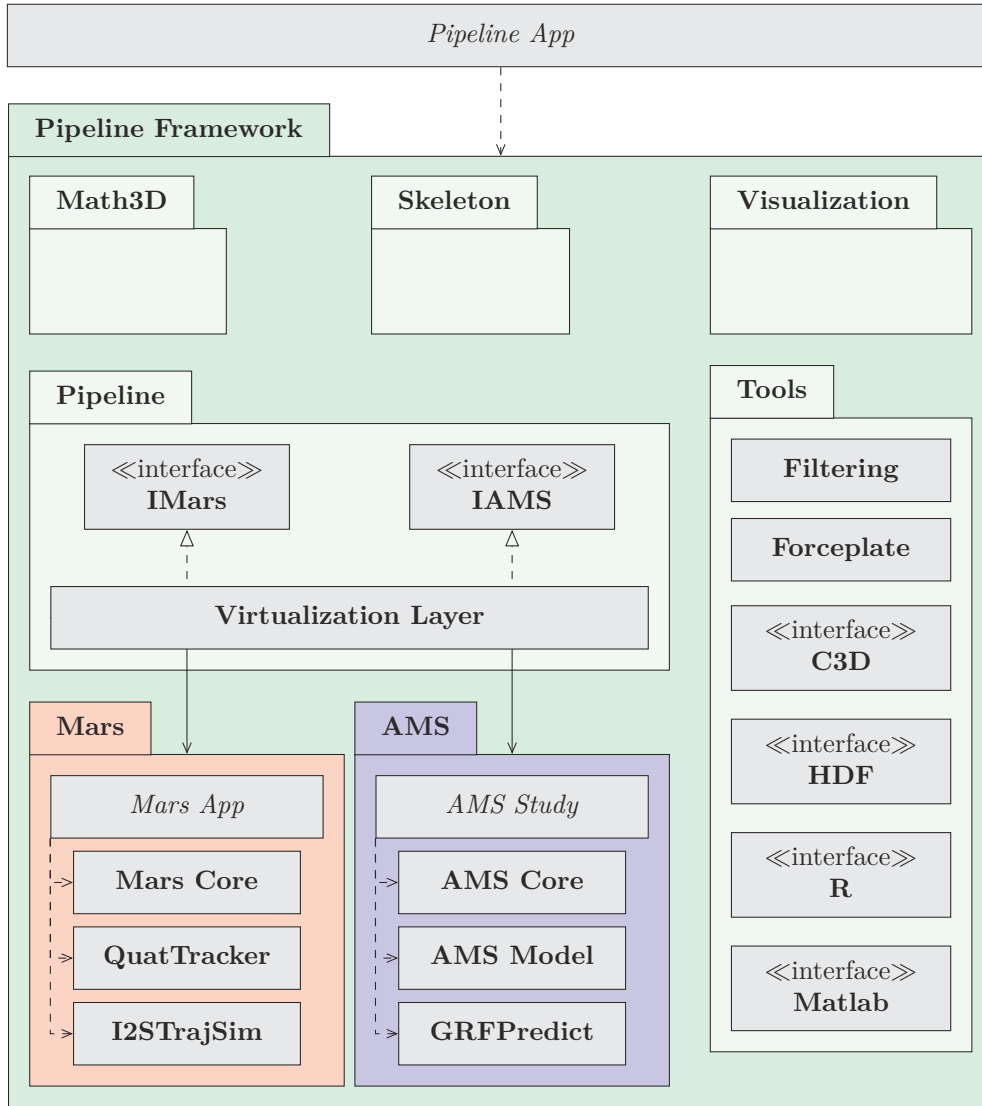 Pipeline App
Pipeline Framework
Math3D
Skeleton
Visualization
Pipeline
≪interface≫
IMars
≪interface≫
IAMS
Virtualization Layer
Tools
Filtering
Forceplate
≪interface≫
C3D
≪interface≫
HDF
≪interface≫
R
≪interface≫
Matlab
Mars
Mars App
Mars Core
QuatTracker
I2STrajSim
AMS
AMS Study
AMS Core
AMS Model
GRFPredict